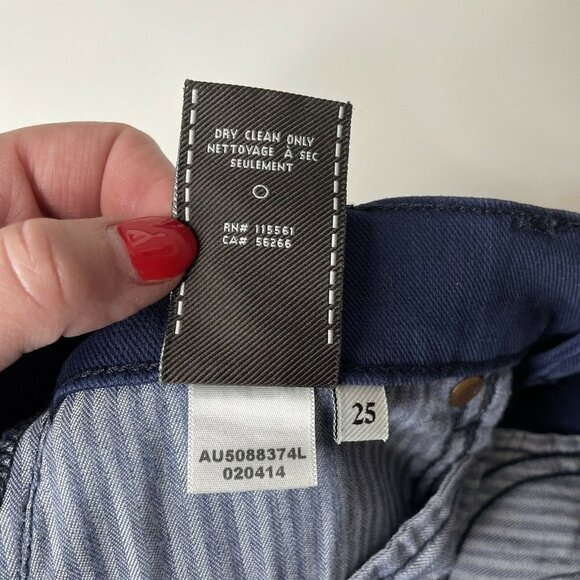 DRY CLEAN ONLY
NETTOYAGE À SEC
SEULEMENT
RN# 115561
CA# 56266
25
AU5088374L
020414